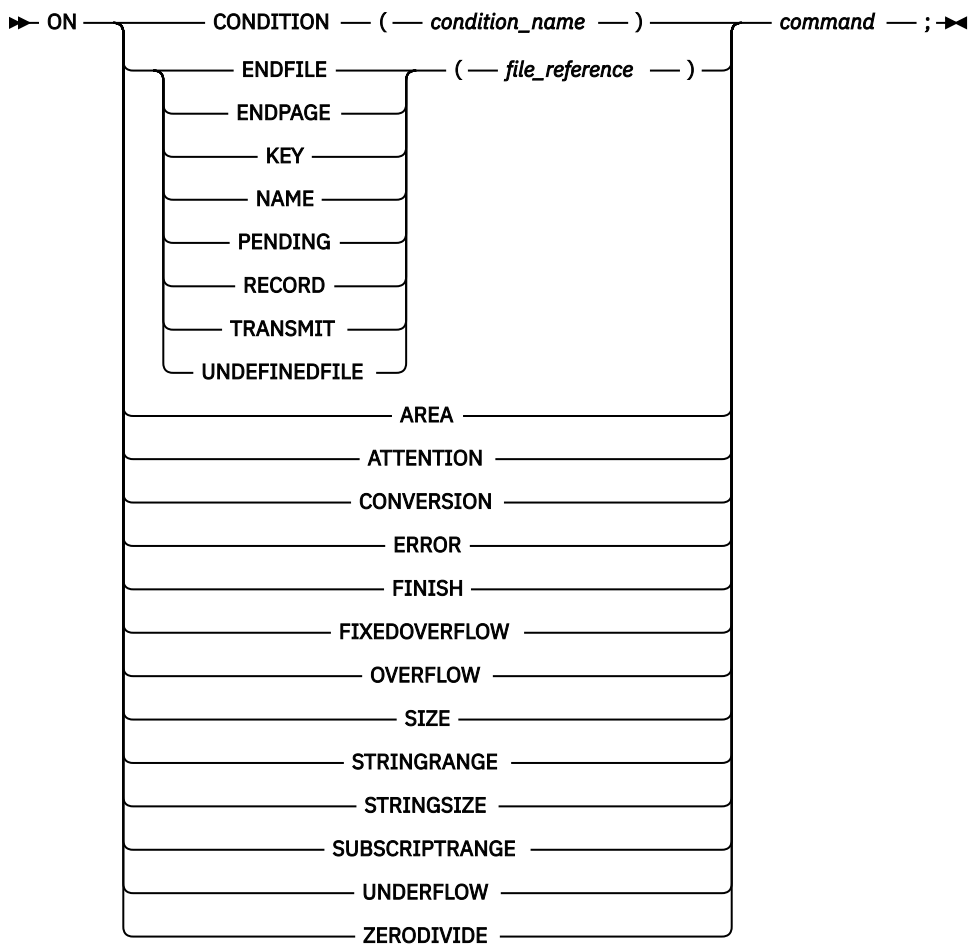 ON CONDITION ( condition_name ) command ;
ENDFILE ( file_reference )
ENDPAGE
KEY
NAME
PENDING
RECORD
TRANSMIT
UNDEFINEDFILE
AREA
ATTENTION
CONVERSION
ERROR
FINISH
FIXEDOVERFLOW
OVERFLOW
SIZE
STRINGRANGE
STRINGSIZE
SUBSCRIPTRANGE
UNDERFLOW
ZERODIVIDE